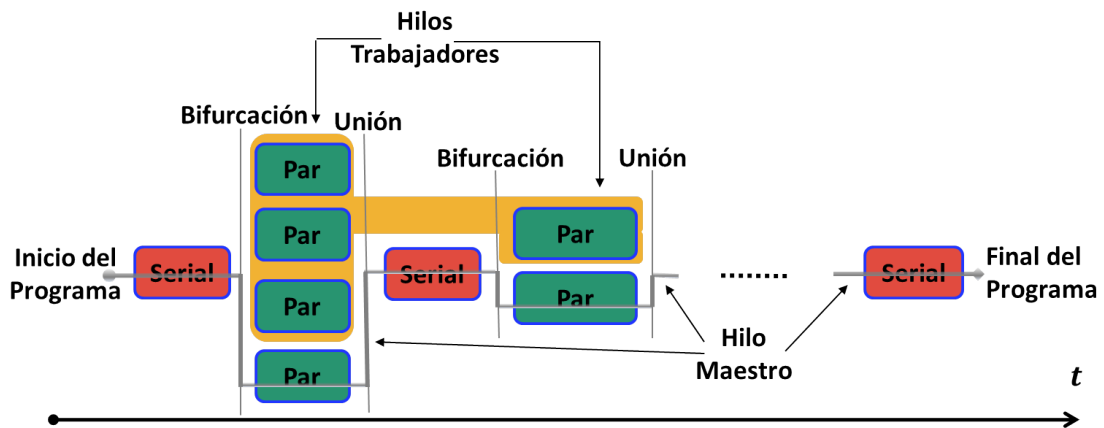 Hilos
Trabajadores
Bifurcación
Unión
Par
Bifurcación
Unión
Par
Par
Inicio del
Programa
Serial
Serial
Serial
Final del
Programa
Par
Par
Par
Hilo
Maestro
t